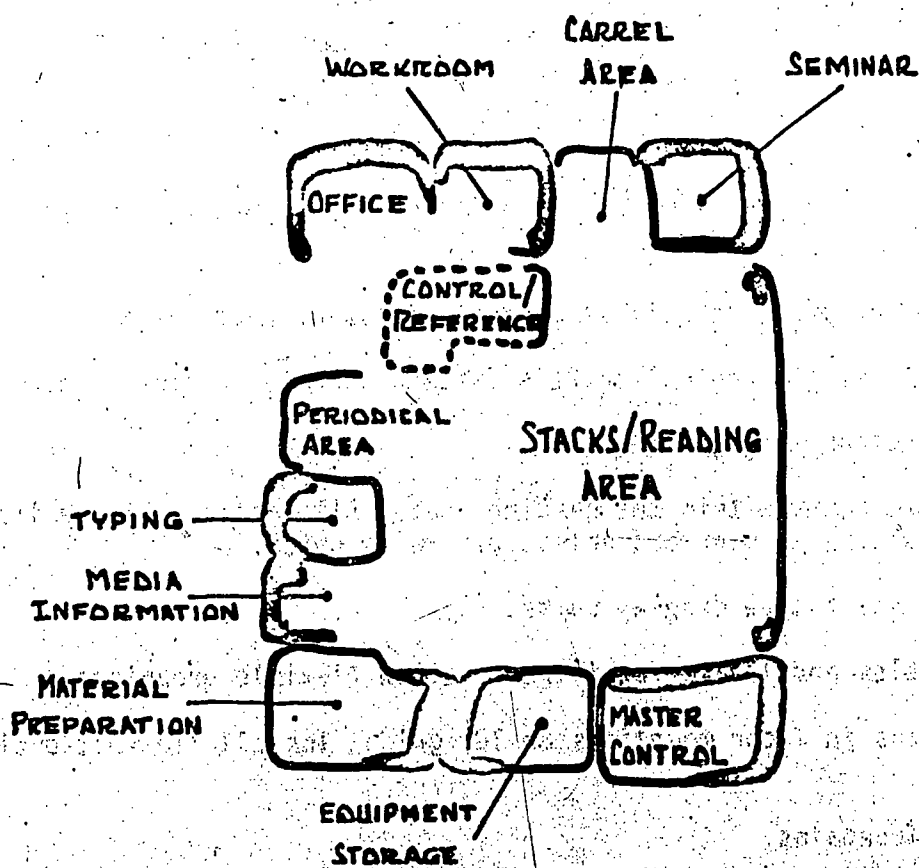 CARREL
AREA
WORKROOM
SEMINAR
OFFICE
CONTROL/
REFERENCE
PERIODICAL
AREA
STACKS/READING
AREA
TYPING
MEDIA
INFORMATION
MATERIAL
PREPARATION
MASTER
CONTROL
EQUIPMENT
STORAGE